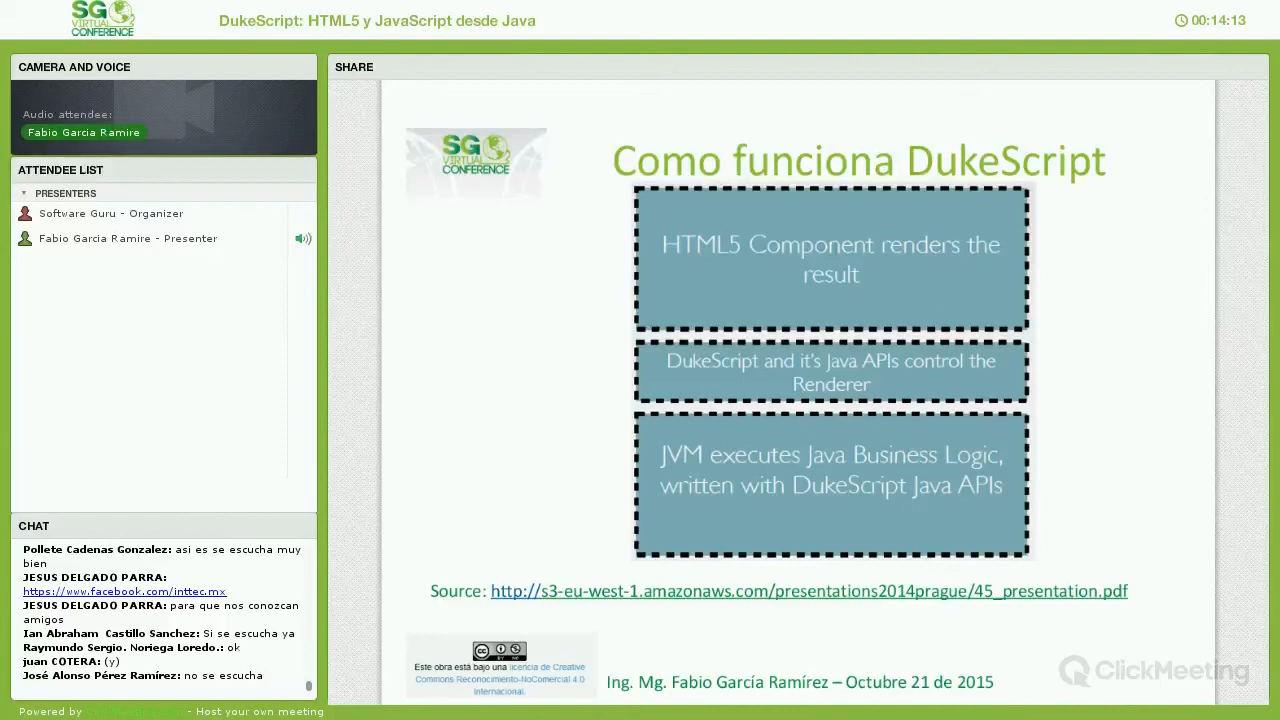 SG
VIRTUAL
CONFERENCE
DukeScript: HTML5 y JavaScript desde Java
00:14:13
CAMERA AND VOICE
Audio attendee:
Fabio Garcia Ramire
ATTENDEE LIST
PRESENTERS
Software Guru - Organizer
Fabio Garcia Ramire - Presenter
CHAT
Pollete Cadenas Gonzalez: asi es se escucha muy
bien
JESUS DELGADO PARRA:
https://www.facebook.com/inttec.mx
JESUS DELGADO PARRA: para que nos conozcan
amigos
Ian Abraham Castillo Sanchez: Si se escucha ya
Raymundo Sergio. Noriega Loredo.: ok
juan COTERA: (y)
José Alonso Pérez Ramírez: no se escucha
Powered by - Host your own meeting
SHARE
SG
VIRTUAL
CONFERENCE
Como funciona DukeScript
HTML5 Component renders the
result
DukeScript and it's Java APIs control the
Renderer
JVM executes Java Business Logic,
written with DukeScript Java APIs
Source: http://s3-eu-west-1.amazonaws.com/presentations2014prague/45_presentation.pdf
cc
BY NC
Este obra está bajo una licencia de Creative
Commons Reconocimiento-NoComercial 4.0
Internacional.
Ing. Mg. Fabio García Ramírez – Octubre 21 de 2015
ClickMeeting